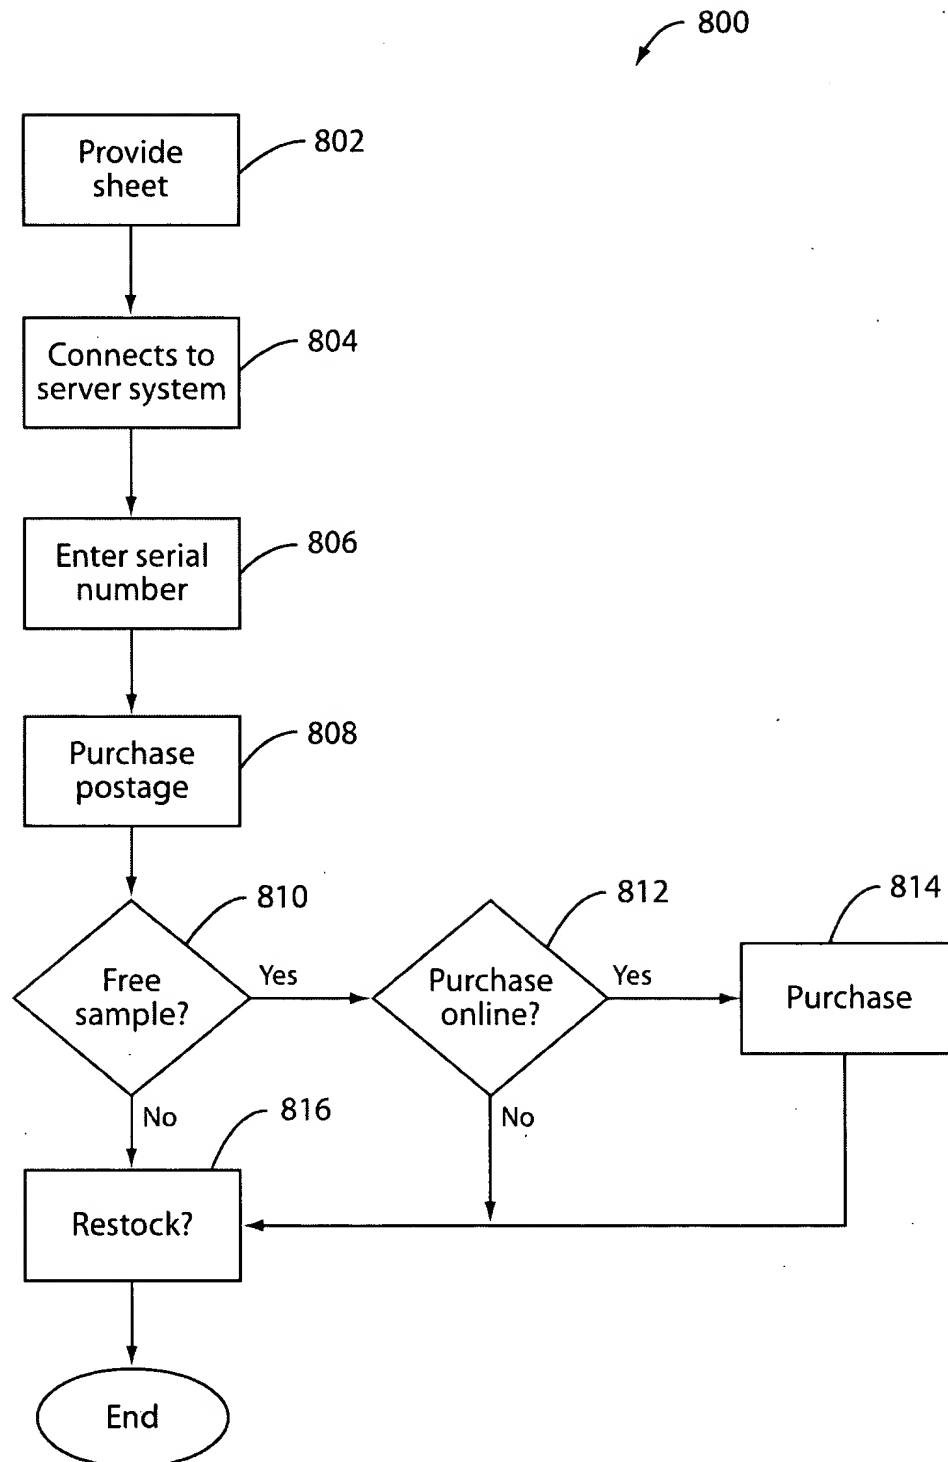 800
Provide
sheet
802
Connects to
server system
804
Enter serial
number
806
Purchase
postage
808
Free
sample?
810
Yes
Purchase
online?
812
Yes
Purchase
814
No
No
Restock?
816
End